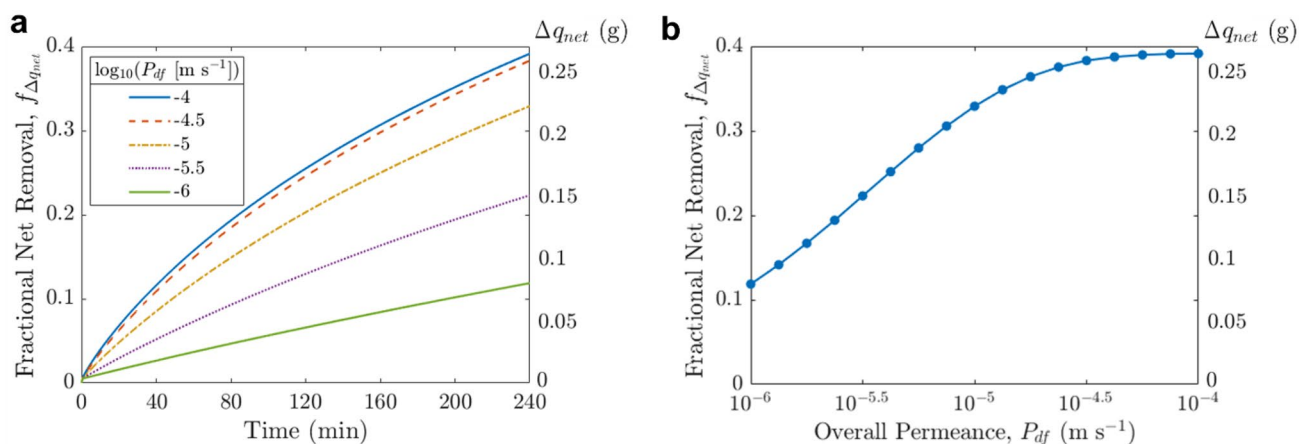 a
Δq_net (g)
Fractional Net Removal, f_Δq_net
0.4
0.3
0.2
0.1
0
log₁₀(P_df [m s⁻¹])
-4
-4.5
-5
-5.5
-6
0.25
0.2
0.15
0.1
0.05
0
0 40 80 120 160 200 240
Time (min)
b
Δq_net (g)
Fractional Net Removal, f_Δq_net
0.4
0.3
0.2
0.1
0
0.25
0.2
0.15
0.1
0.05
0
10⁻⁶ 10⁻⁵·⁵ 10⁻⁵ 10⁻⁴·⁵ 10⁻⁴
Overall Permeance, P_df (m s⁻¹)